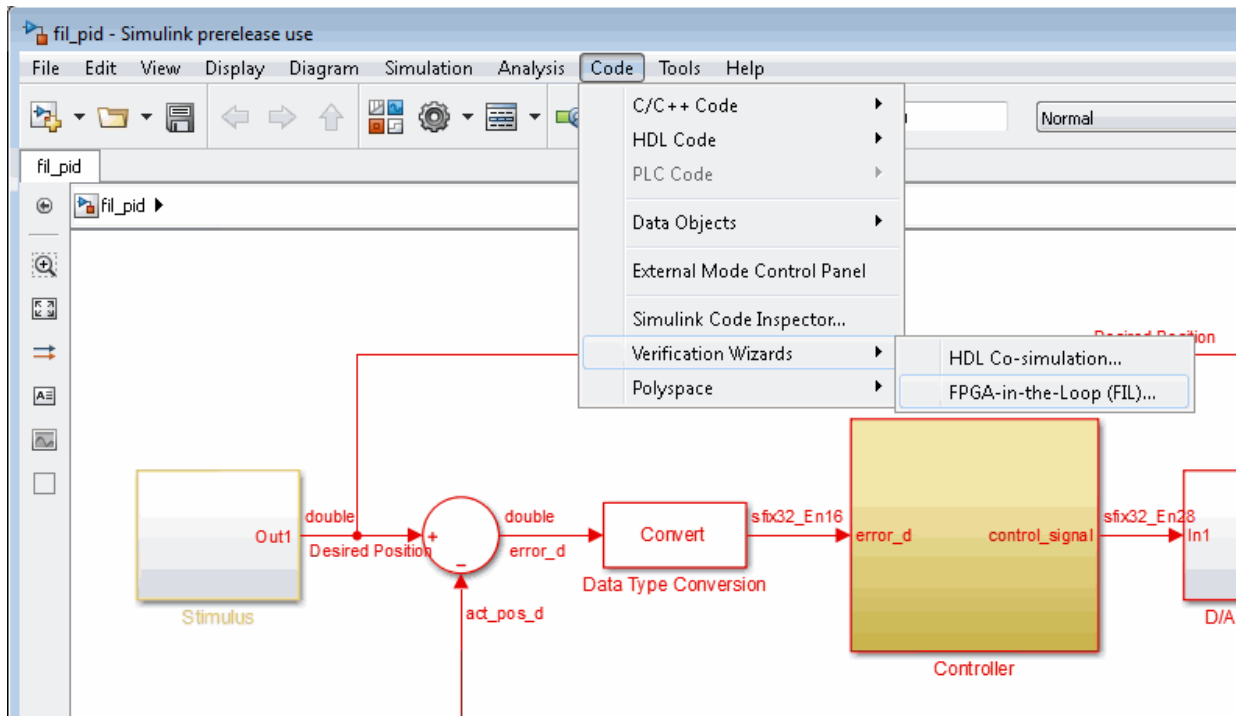 fil_pid - Simulink prerelease use
File Edit View Display Diagram Simulation Analysis Code Tools Help
Normal
fil_pid
fil_pid
C/C++ Code
HDL Code
PLC Code
Data Objects
External Mode Control Panel
Simulink Code Inspector...
Verification Wizards
Polyspace
HDL Co-simulation...
FPGA-in-the-Loop (FIL)...
Desired Position
Out1
Stimulus
double
Desired Position
+
−
act_pos_d
double
error_d
Convert
Data Type Conversion
sfix32_En16
error_d
control_signal
Controller
sfix32_En28
In1
D/A